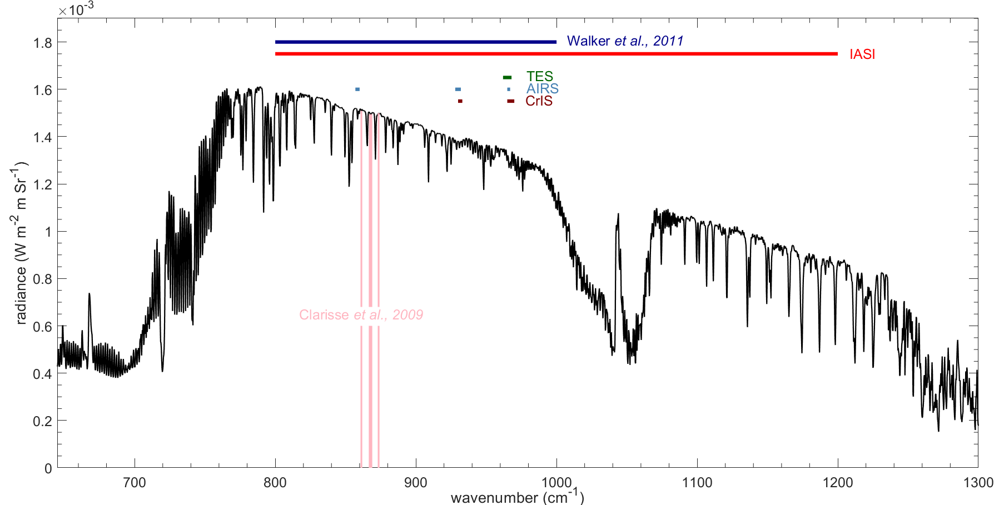 ×10-3
1.8
1.6
1.4
1.2
1
0.8
0.6
0.4
0.2
0
radiance (W m-2 m Sr-1)
Walker et al., 2011
IASI
TES
AIRS
CrIS
Clarisse et al., 2009
700 800 900 1000 1100 1200 1300
wavenumber (cm-1)